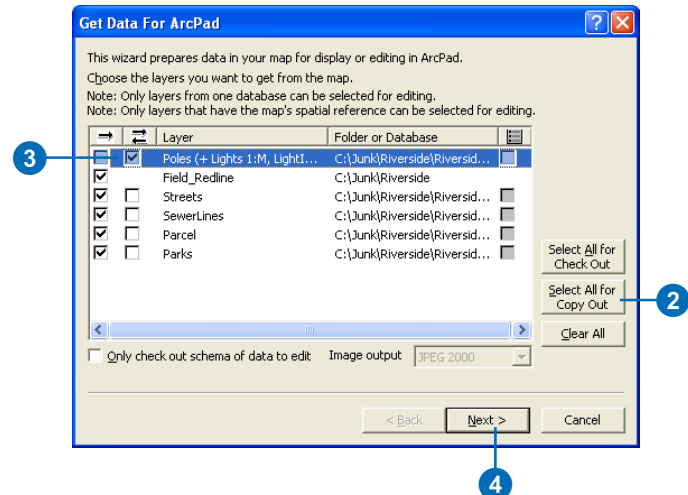 Get Data For ArcPad
This wizard prepares data in your map for display or editing in ArcPad.
Choose the layers you want to get from the map.
Note: Only layers from one database can be selected for editing.
Note: Only layers that have the map's spatial reference can be selected for editing.
Layer Folder or Database
3
Poles (+ Lights 1:M, LightI... C:\Junk\Riverside\Riversid...
Field_Redline C:\Junk\Riverside
Streets C:\Junk\Riverside\Riversid...
SewerLines C:\Junk\Riverside\Riversid...
Parcel C:\Junk\Riverside\Riversid...
Parks C:\Junk\Riverside\Riversid...
Select All for
Check Out
Select All for
Copy Out
2
Clear All
Only check out schema of data to edit Image output JPEG 2000
< Back Next > Cancel
4